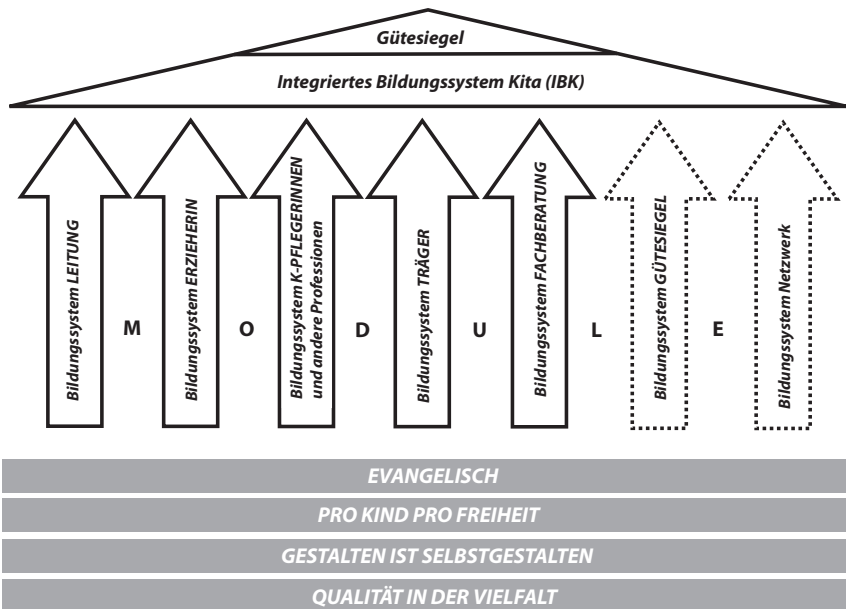 Gütesiegel
Integriertes Bildungssystem Kita (IBK)
Bildungssystem LEITUNG
M
Bildungssystem ERZIEHERIN
O
Bildungssystem K-PFLEGERINNEN
und andere Professionen
D
Bildungssystem TRÄGER
U
Bildungssystem FACHBERATUNG
L
Bildungssystem GÜTESIEGEL
E
Bildungssystem Netzwerk
EVANGELISCH
PRO KIND PRO FREIHEIT
GESTALTEN IST SELBSTGESTALTEN
QUALITÄT IN DER VIELFALT